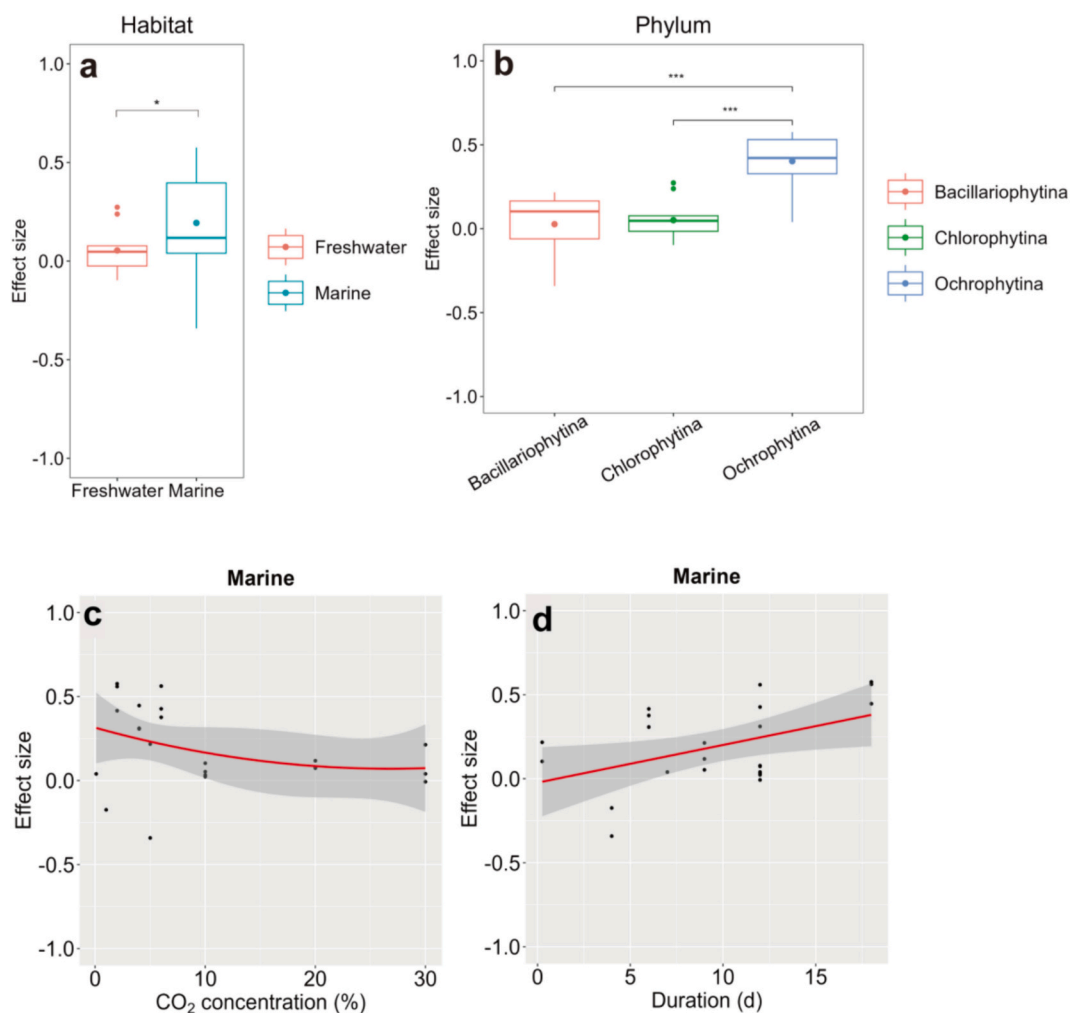 Habitat
a
*
1.0
0.5
0.0
-0.5
-1.0
Effect size
Freshwater Marine
Freshwater
Marine
Phylum
b
***
***
1.0
0.5
0.0
-0.5
-1.0
Effect size
Bacillariophytina
Chlorophytina
Ochrophytina
Bacillariophytina
Chlorophytina
Ochrophytina
Marine
c
1.0
0.5
0.0
-0.5
-1.0
Effect size
0 10 20 30
CO₂ concentration (%)
Marine
d
1.0
0.5
0.0
-0.5
-1.0
Effect size
0 5 10 15
Duration (d)